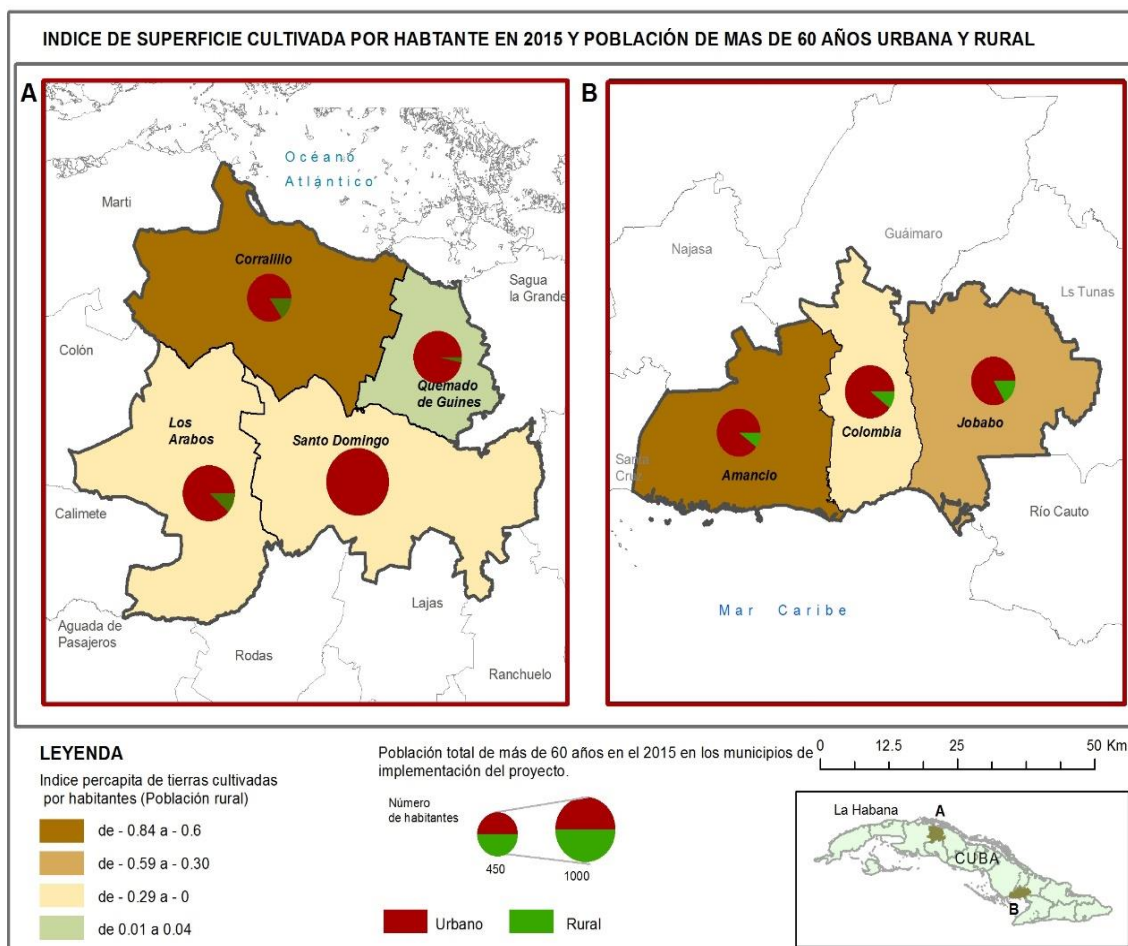 INDICE DE SUPERFICIE CULTIVADA POR HABTANTE EN 2015 Y POBLACIÓN DE MAS DE 60 AÑOS URBANA Y RURAL
A
Océano
Atlántico
Marti
Corralillo
Sagua
la Grande
Colón
Quemado
de Guines
Los
Arabos
Santo Domingo
Calimete
Lajas
Aguada de
Pasajeros
Rodas
Ranchuelo
B
Guáimaro
Najasa
Ls Tunas
Colombia
Jobabo
Santa
Cruz
Amancio
Río Cauto
Mar Caribe
LEYENDA
Indice percapita de tierras cultivadas
por habitantes (Población rural)
de - 0.84 a - 0.6
de - 0.59 a - 0.30
de - 0.29 a - 0
de 0.01 a 0.04
Población total de más de 60 años en el 2015 en los municipios de
implementación del proyecto.
Número
de habitantes
450
1000
Urbano
Rural
0 12.5 25 50 Km
La Habana
A
CUBA
B